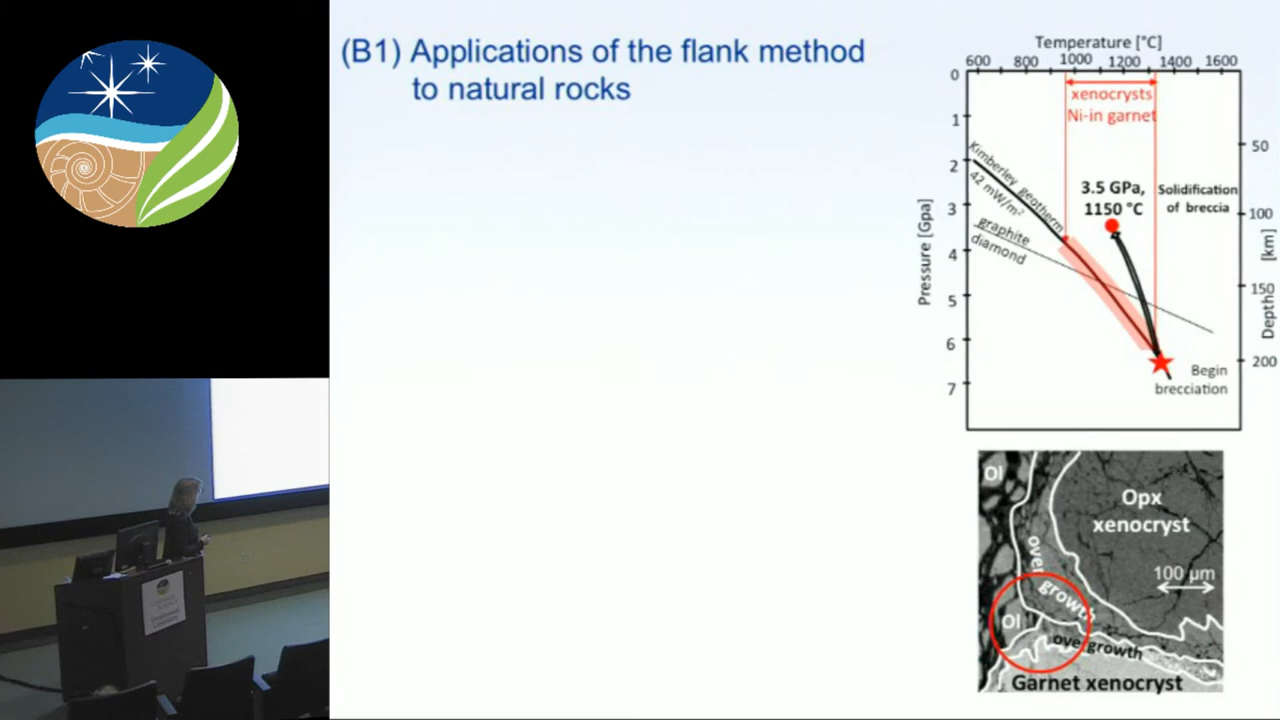 (B1) Applications of the flank method
to natural rocks
Temperature [°C]
600 800 1000 1200 1400 1600
0
1
2
3
4
5
6
7
Pressure [Gpa]
50
100
150
200
Depth [km]
xenocrysts
Ni-in garnet
Kimberley geotherm
42 mW/m²
graphite
diamond
3.5 GPa,
1150 °C
Solidification
of breccia
Begin
brecciation
Ol
Opx
xenocryst
over
growth
100 µm
Ol
overgrowth
Garnet xenocryst